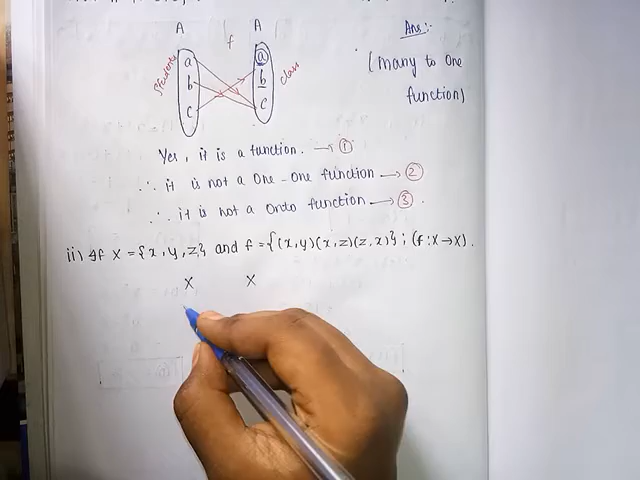 A A
f
Ans:-
Students
a a
b b
c c
class
(many to one
function)
Yes, it is a function. → ①
∴ it is not a one-one function → ②
∴ it is not a onto function → ③.
ii) If X = {x, y, z} and f = {(x,y)(x,z)(z,x)}; (f:X→X).
X X